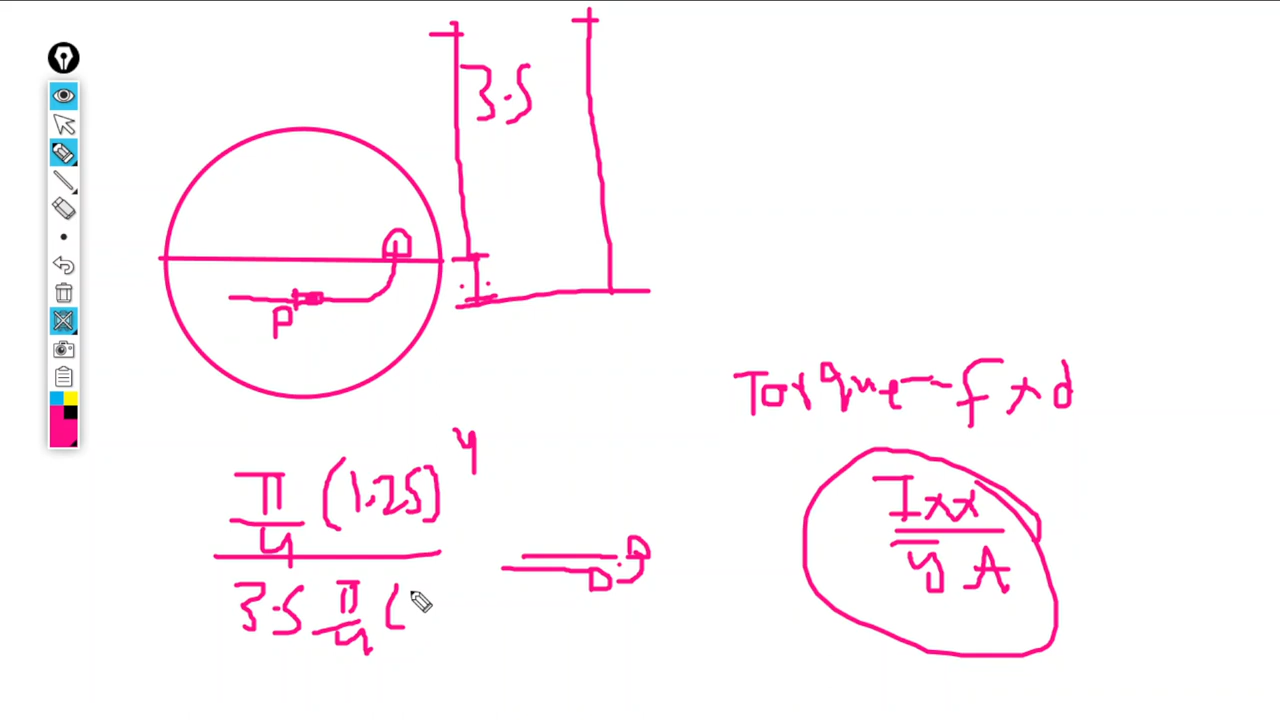 3.5
P
Torque = f x d
π/4 (1.25)^4
3.5 π/4 (
Ixx
y̅ A